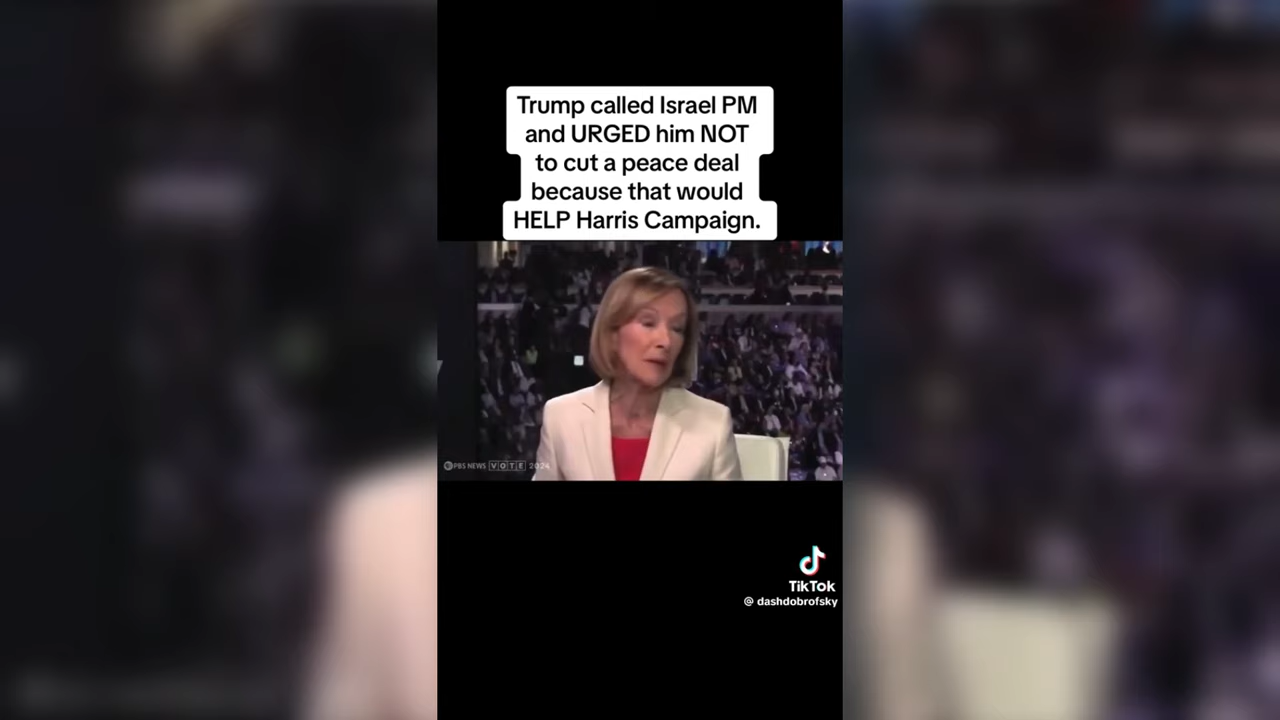 Trump called Israel PM
and URGED him NOT
to cut a peace deal
because that would
HELP Harris Campaign.
PBS NEWS VOTE 2024
TikTok
@ dashdobrofsky